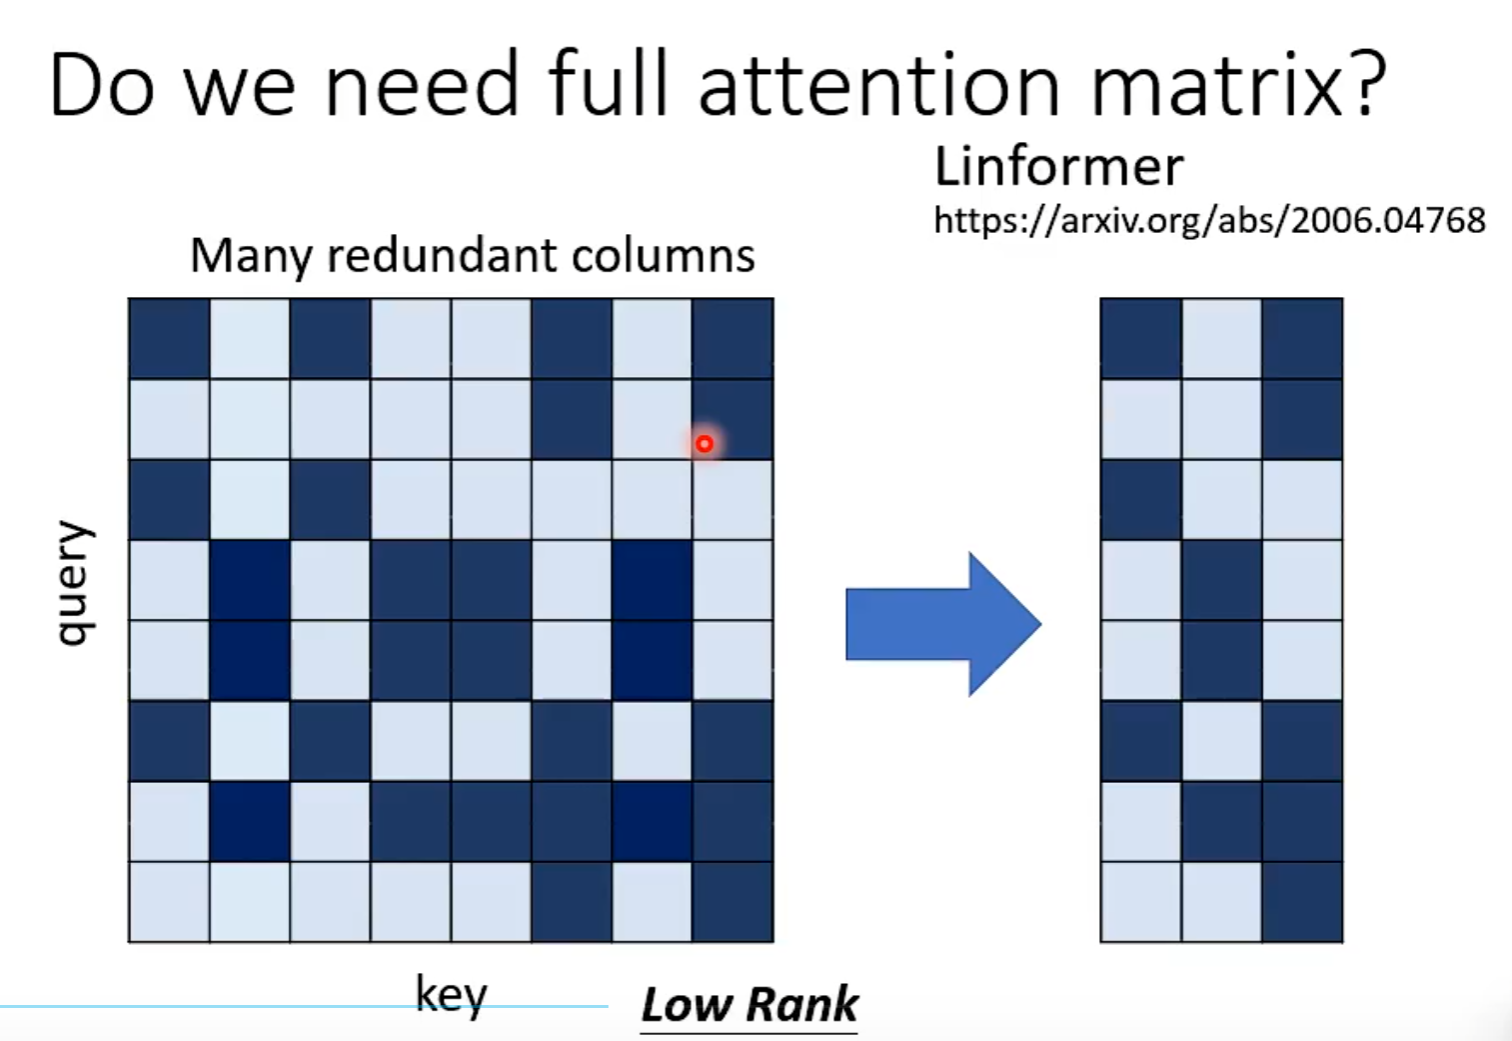 Do we need full attention matrix?
Linformer
https://arxiv.org/abs/2006.04768
Many redundant columns
query
key
Low Rank